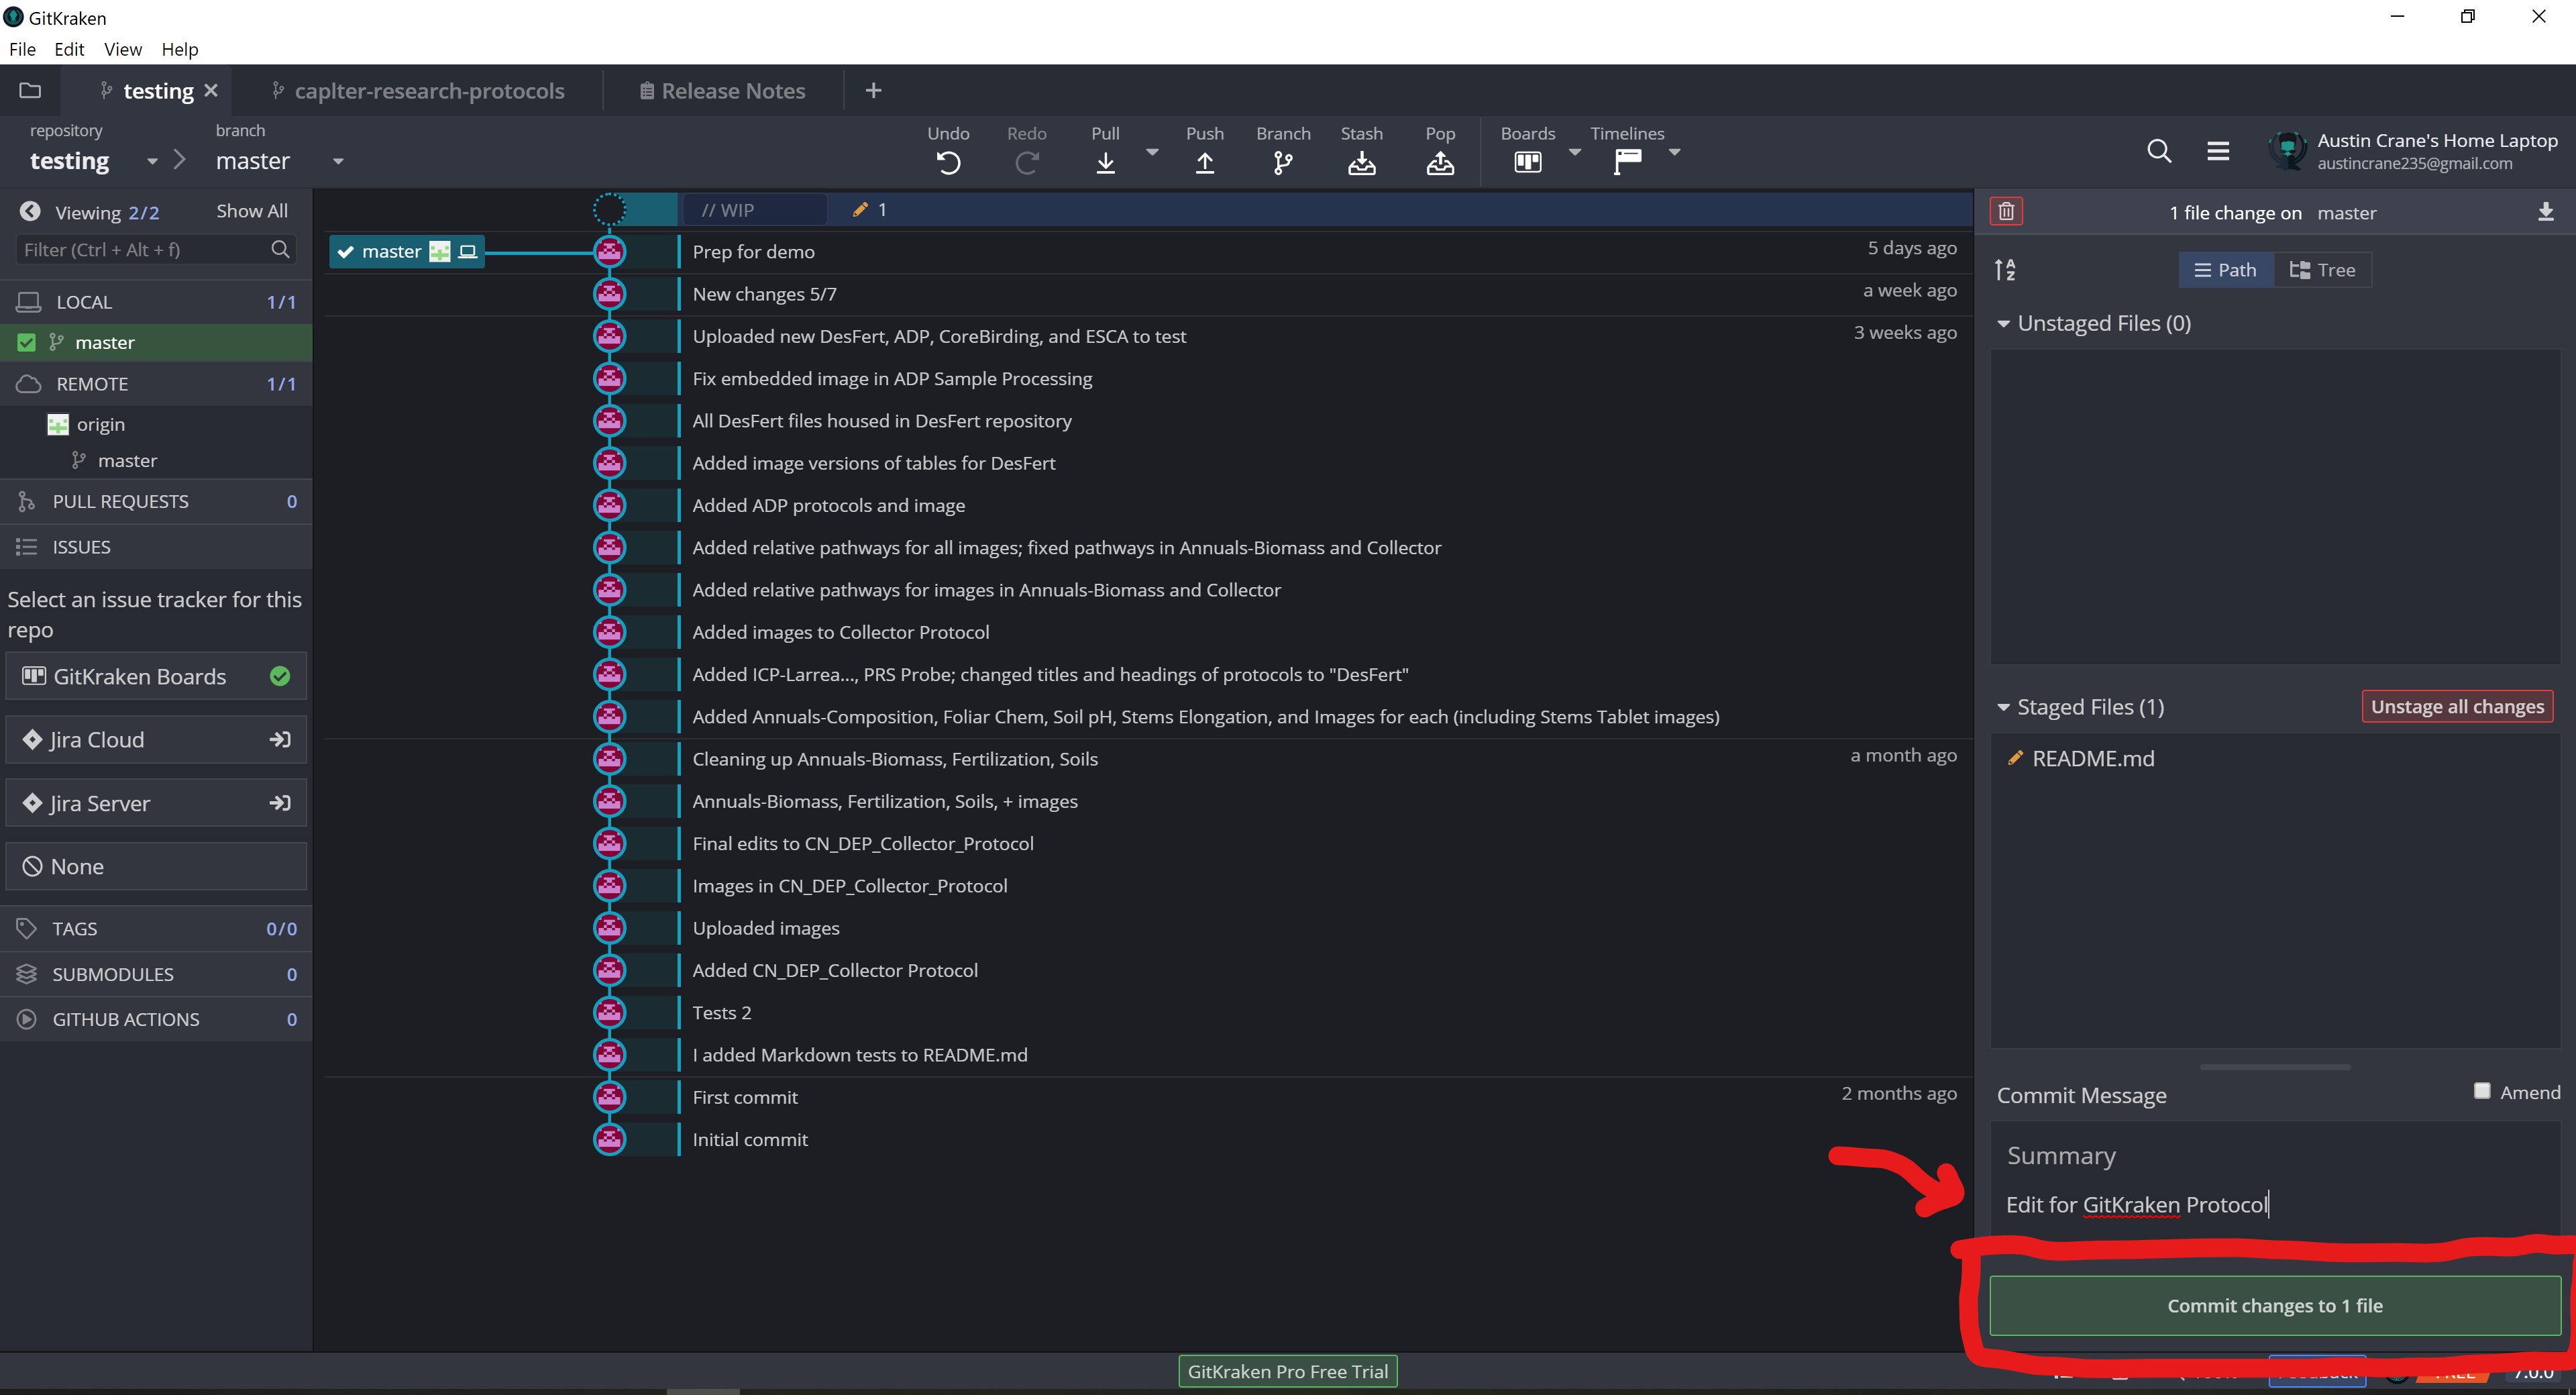 GitKraken
File Edit View Help
testing caplter-research-protocols Release Notes
repository branch
testing master
Undo Redo Pull Push Branch Stash Pop Boards Timelines
Austin Crane's Home Laptop
austincrane235@gmail.com
Viewing 2/2 Show All
Filter (Ctrl + Alt + f)
LOCAL 1/1
master
REMOTE 1/1
origin
master
PULL REQUESTS 0
ISSUES
Select an issue tracker for this
repo
GitKraken Boards
Jira Cloud
Jira Server
None
TAGS 0/0
SUBMODULES 0
GITHUB ACTIONS 0
// WIP 1
master Prep for demo 5 days ago
New changes 5/7 a week ago
Uploaded new DesFert, ADP, CoreBirding, and ESCA to test 3 weeks ago
Fix embedded image in ADP Sample Processing
All DesFert files housed in DesFert repository
Added image versions of tables for DesFert
Added ADP protocols and image
Added relative pathways for all images; fixed pathways in Annuals-Biomass and Collector
Added relative pathways for images in Annuals-Biomass and Collector
Added images to Collector Protocol
Added ICP-Larrea..., PRS Probe; changed titles and headings of protocols to "DesFert"
Added Annuals-Composition, Foliar Chem, Soil pH, Stems Elongation, and Images for each (including Stems Tablet images)
Cleaning up Annuals-Biomass, Fertilization, Soils a month ago
Annuals-Biomass, Fertilization, Soils, + images
Final edits to CN_DEP_Collector_Protocol
Images in CN_DEP_Collector_Protocol
Uploaded images
Added CN_DEP_Collector Protocol
Tests 2
I added Markdown tests to README.md
First commit 2 months ago
Initial commit
1 file change on master
Path Tree
Unstaged Files (0)
Staged Files (1) Unstage all changes
README.md
Commit Message Amend
Summary
Edit for GitKraken Protocol
Commit changes to 1 file
GitKraken Pro Free Trial
FREE 7.0.0